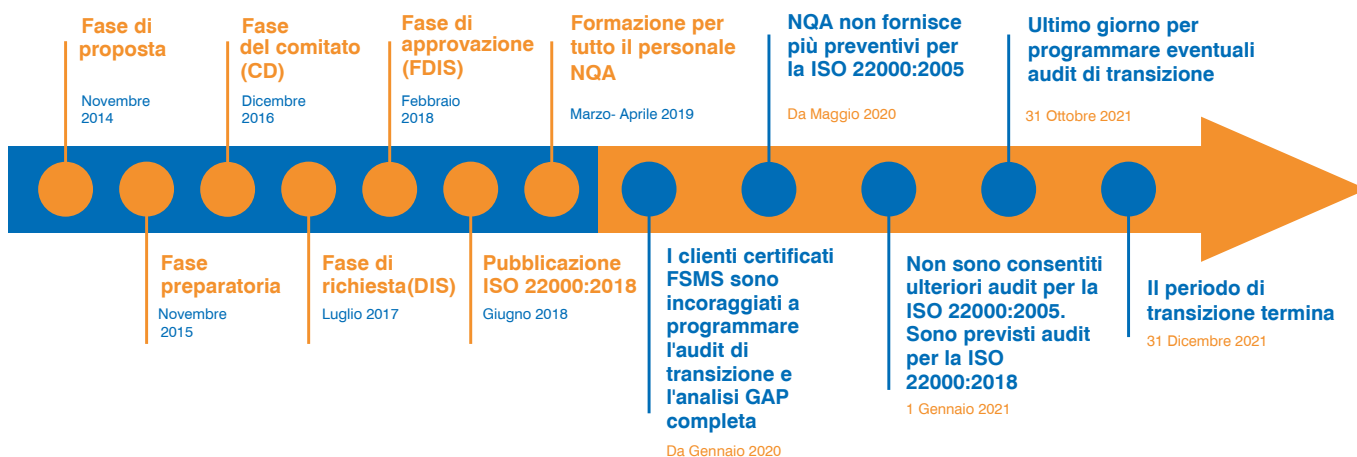 Fase di
proposta
Novembre
2014
Fase
preparatoria
Novembre
2015
Fase
del comitato
(CD)
Dicembre
2016
Fase di
richiesta(DIS)
Luglio 2017
Fase di
approvazione
(FDIS)
Febbraio
2018
Pubblicazione
ISO 22000:2018
Giugno 2018
Formazione per
tutto il personale
NQA
Marzo- Aprile 2019
I clienti certificati
FSMS sono
incoraggiati a
programmare
l'audit di
transizione e
l'analisi GAP
completa
Da Gennaio 2020
NQA non fornisce
più preventivi per
la ISO 22000:2005
Da Maggio 2020
Non sono consentiti
ulteriori audit per la
ISO 22000:2005.
Sono previsti audit
per la ISO
22000:2018
1 Gennaio 2021
Ultimo giorno per
programmare eventuali
audit di transizione
31 Ottobre 2021
Il periodo di
transizione termina
31 Dicembre 2021